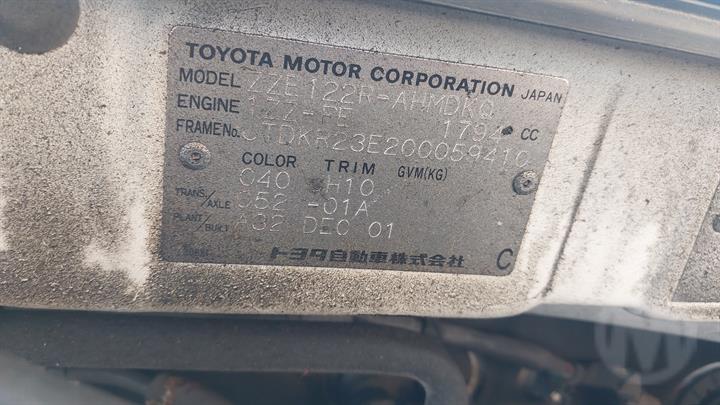 TOYOTA MOTOR CORPORATION JAPAN
MODEL ZZE122R-AHMDKQ
ENGINE 1ZZ-FE 1794 CC
FRAME No. JTDKR23E200059410
COLOR TRIM GVM(KG)
040 FH10
TRANS./AXLE C52 -01A
PLANT/BUILT A32 DEC 01
トヨタ自動車株式会社 C
M